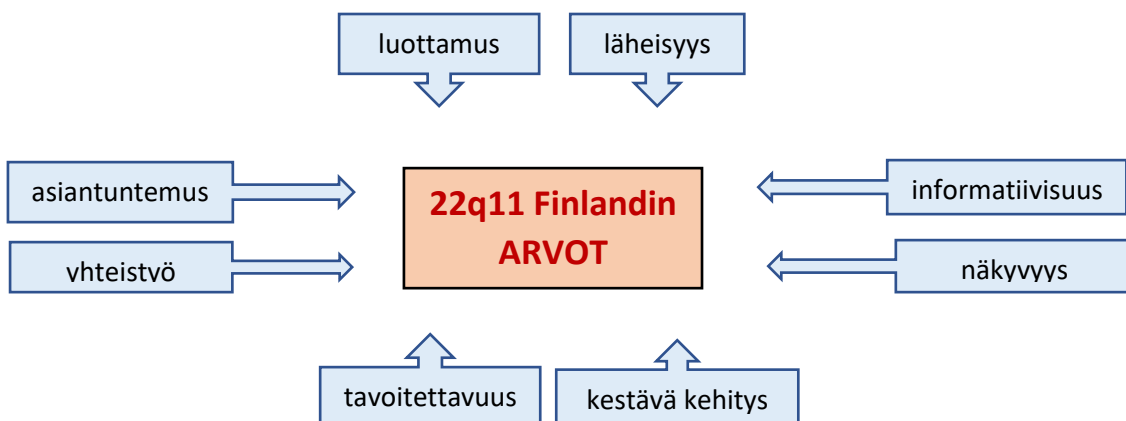 luottamus
läheisyys
asiantuntemus
22q11 Finlandin
ARVOT
informatiivisuus
yhteistyö
näkyvyys
tavoitettavuus
kestävä kehitys